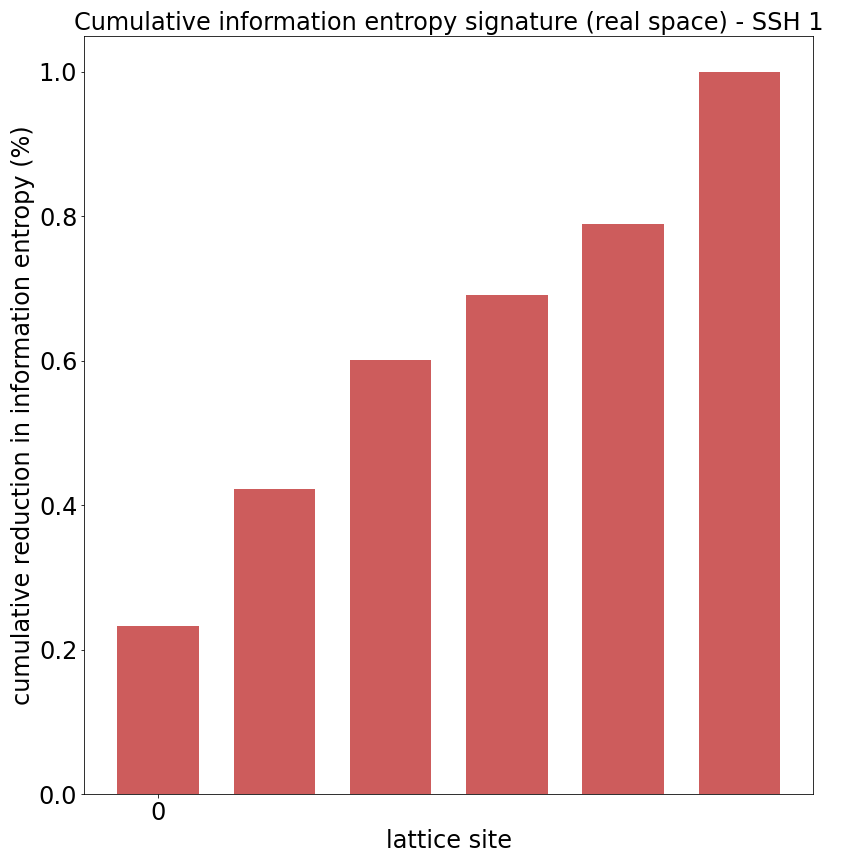 Cumulative information entropy signature (real space) - SSH 1
cumulative reduction in information entropy (%)
1.0
0.8
0.6
0.4
0.2
0.0
0
lattice site